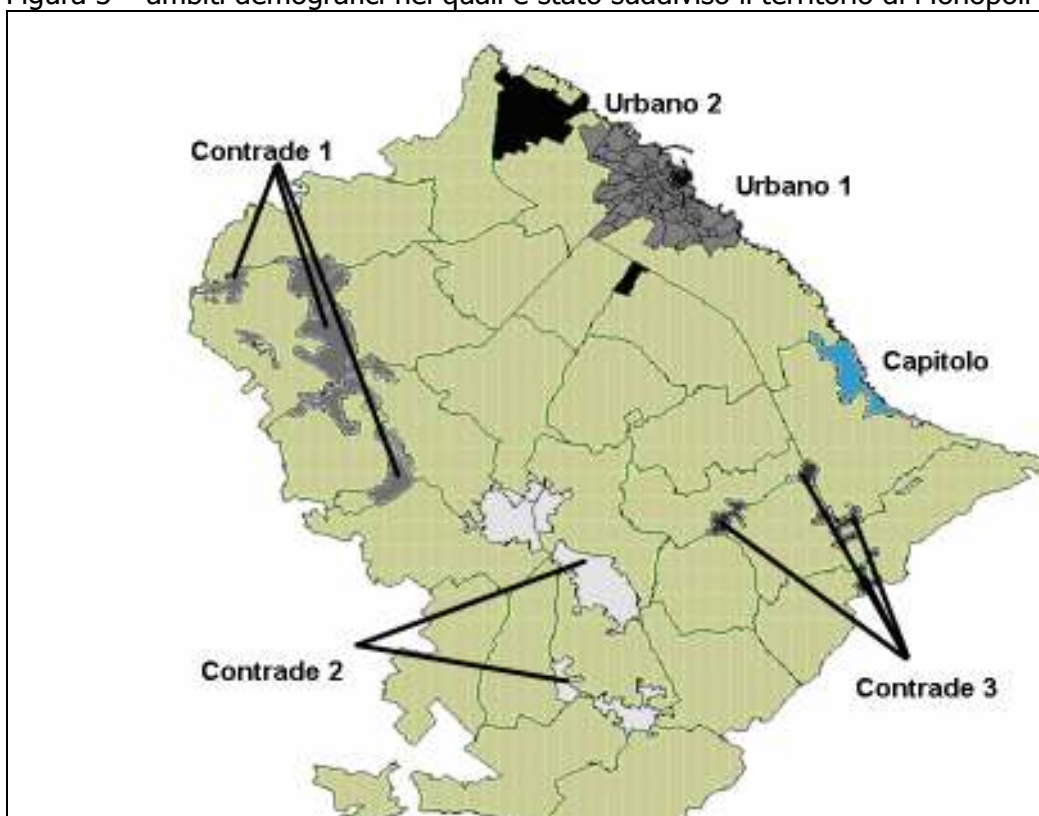 Figura 3 – ambiti demografici nei quali è stato suddiviso il territorio di Monopoli
Urbano 2
Contrade 1
Urbano 1
Capitolo
Contrade 2
Contrade 3